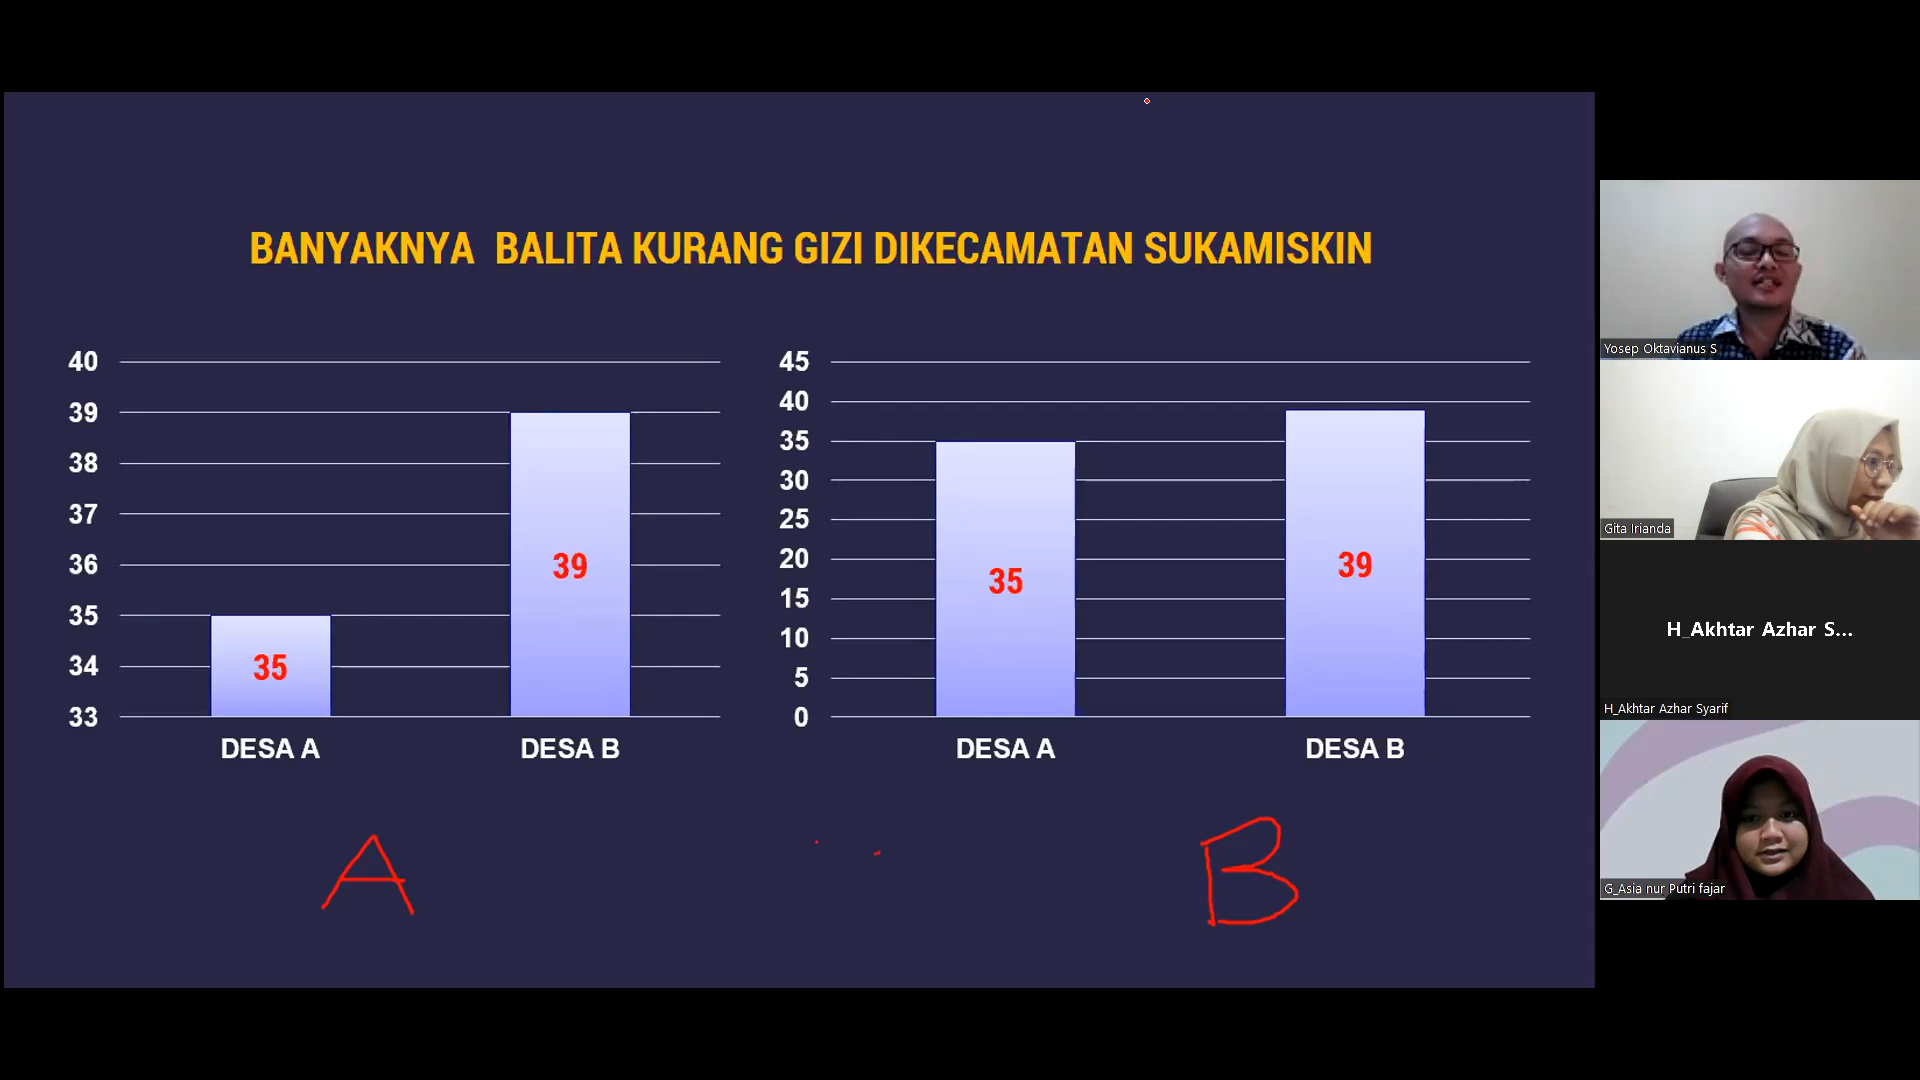 BANYAKNYA BALITA KURANG GIZI DIKECAMATAN SUKAMISKIN
40
39
38
37
36
35
34
33
35
39
DESA A
DESA B
A
45
40
35
30
25
20
15
10
5
0
35
39
DESA A
DESA B
B
Yosep Oktavianus S
Gita Irianda
H_Akhtar Azhar S...
H_Akhtar Azhar Syarif
G_Asia nur Putri fajar